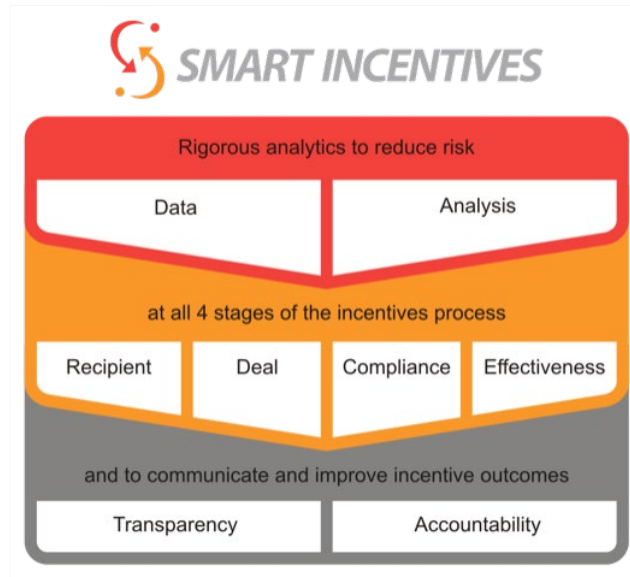 SMART INCENTIVES
Rigorous analytics to reduce risk
Data
Analysis
at all 4 stages of the incentives process
Recipient
Deal
Compliance
Effectiveness
and to communicate and improve incentive outcomes
Transparency
Accountability